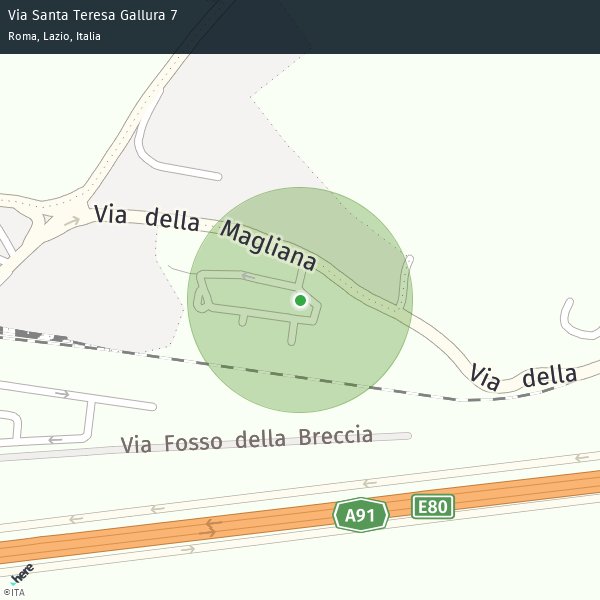 Via Santa Teresa Gallura 7
Roma, Lazio, Italia
Via della Magliana
Via della
Via Fosso della Breccia
A91
E80
here
©ITA